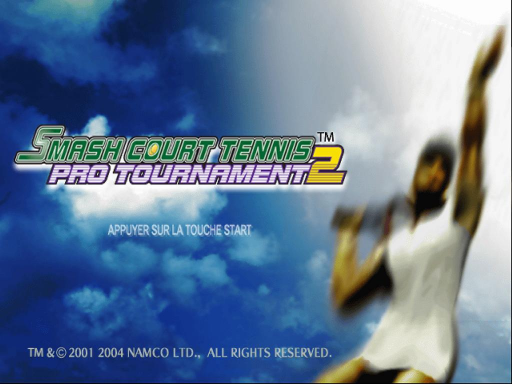 SMASH COURT TENNIS™
PRO TOURNAMENT 2
APPUYER SUR LA TOUCHE START
TM & © 2001 2004 NAMCO LTD., ALL RIGHTS RESERVED.